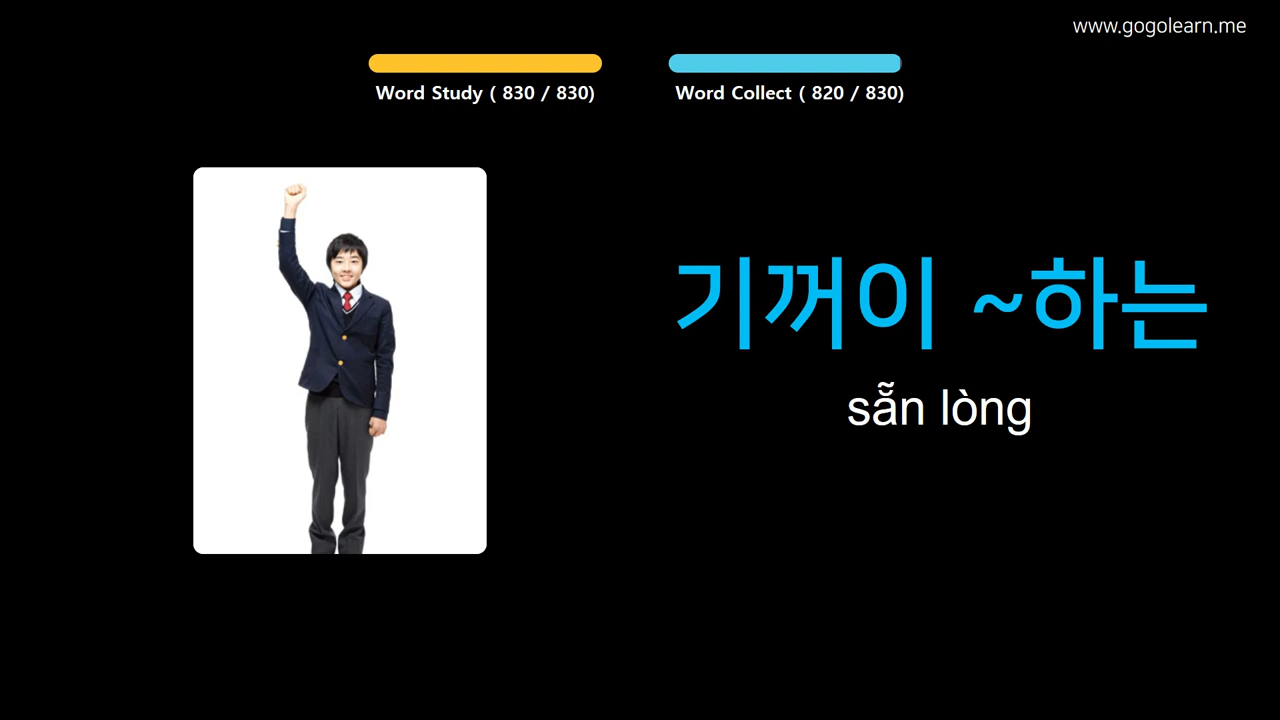 www.gogolearn.me
Word Study ( 830 / 830)
Word Collect ( 820 / 830)
기꺼이 ~하는
sẵn lòng